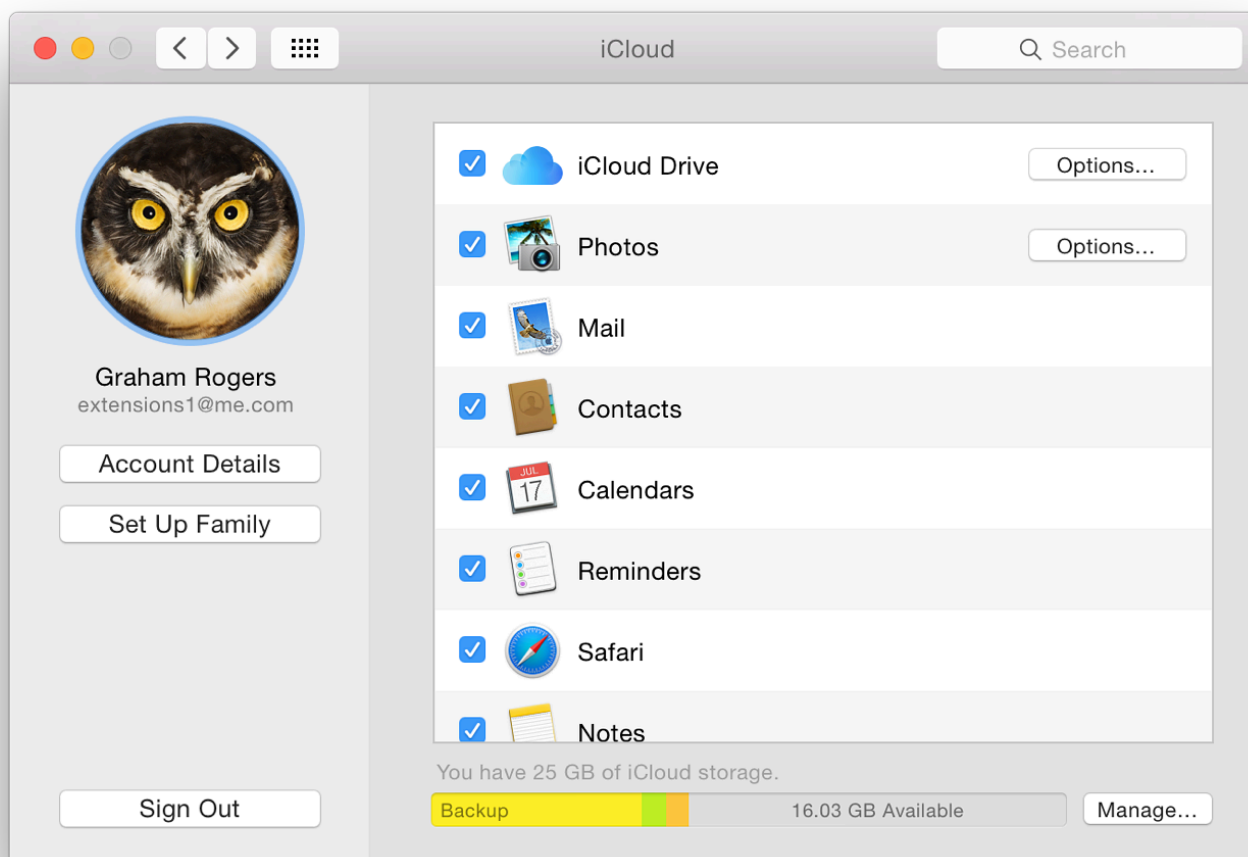 iCloud
Search
Graham Rogers
extensions1@me.com
Account Details
Set Up Family
Sign Out
iCloud Drive
Options...
Photos
Options...
Mail
Contacts
JUL
17
Calendars
Reminders
Safari
Notes
You have 25 GB of iCloud storage.
Backup
16.03 GB Available
Manage...